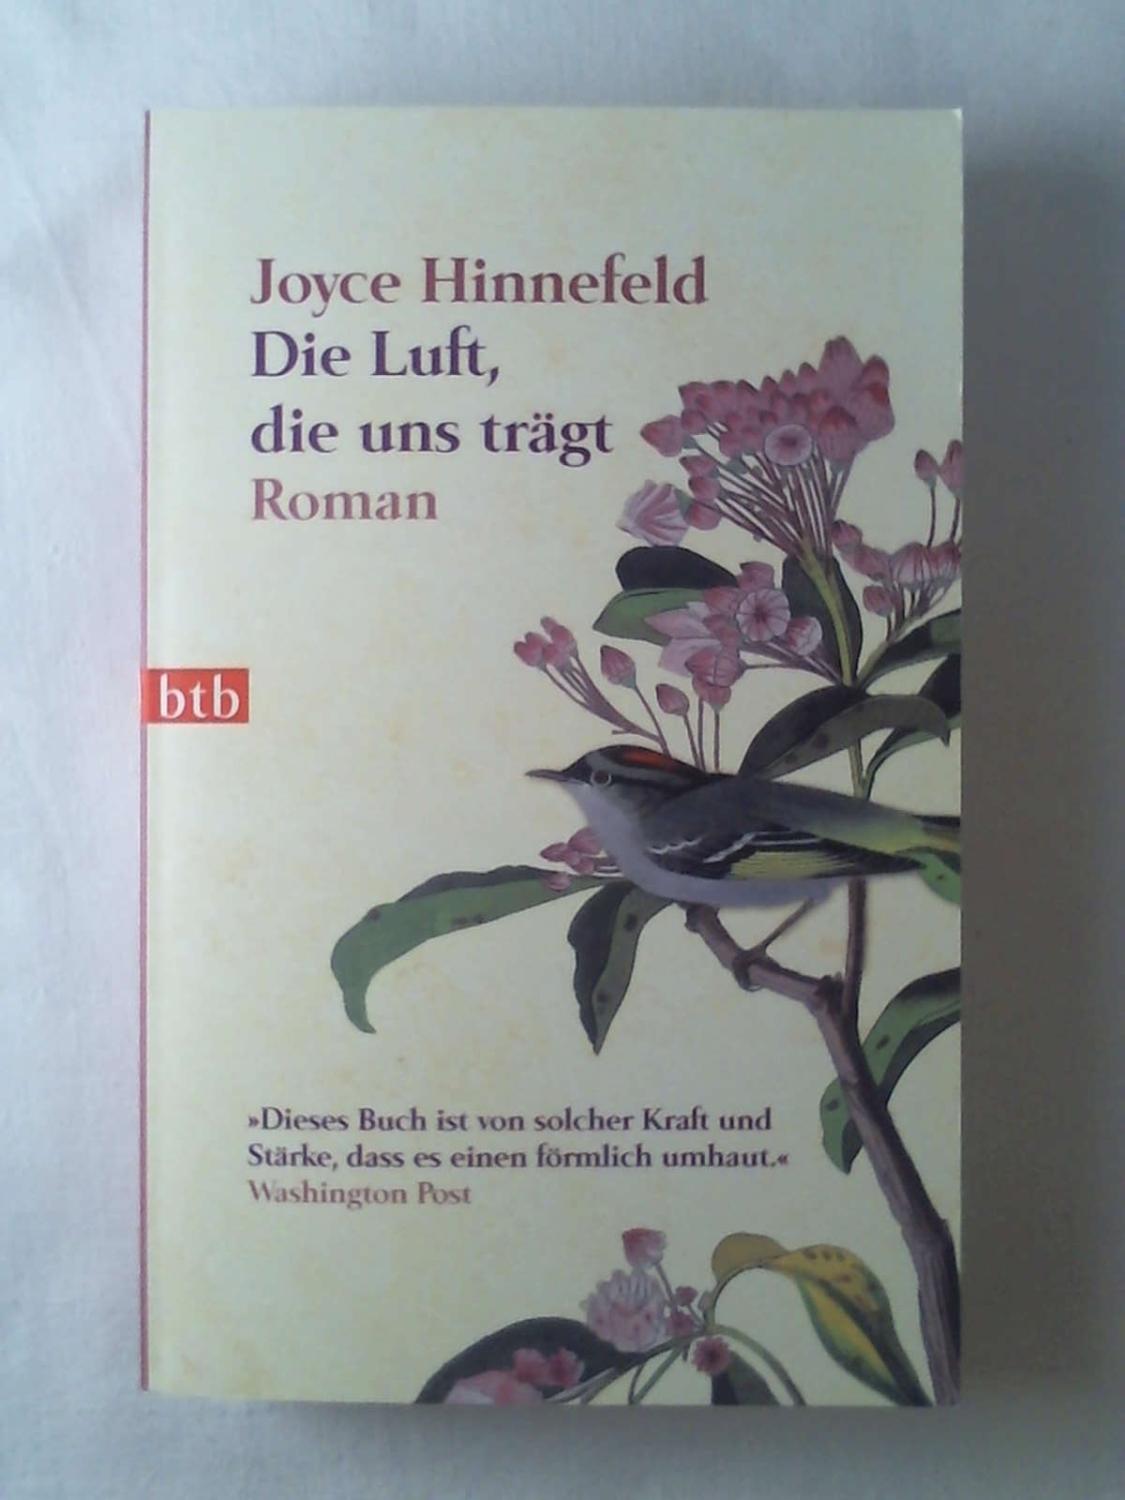 Joyce Hinnefeld
Die Luft,
die uns trägt
Roman
btb
»Dieses Buch ist von solcher Kraft und
Stärke, dass es einen förmlich umhaut.«
Washington Post